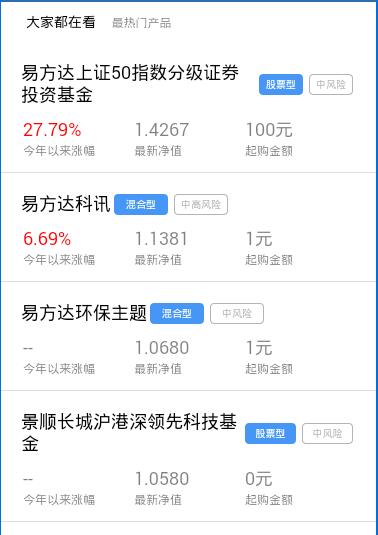 大家都在看 最热门产品
易方达上证50指数分级证券 股票型 中风险
投资基金
27.79% 1.4267 100元
今年以来涨幅 最新净值 起购金额
易方达科讯 混合型 中高风险
6.69% 1.1381 1元
今年以来涨幅 最新净值 起购金额
易方达环保主题 混合型 中风险
-- 1.0680 1元
今年以来涨幅 最新净值 起购金额
景顺长城沪港深领先科技基 股票型 中风险
金
-- 1.0580 0元
今年以来涨幅 最新净值 起购金额